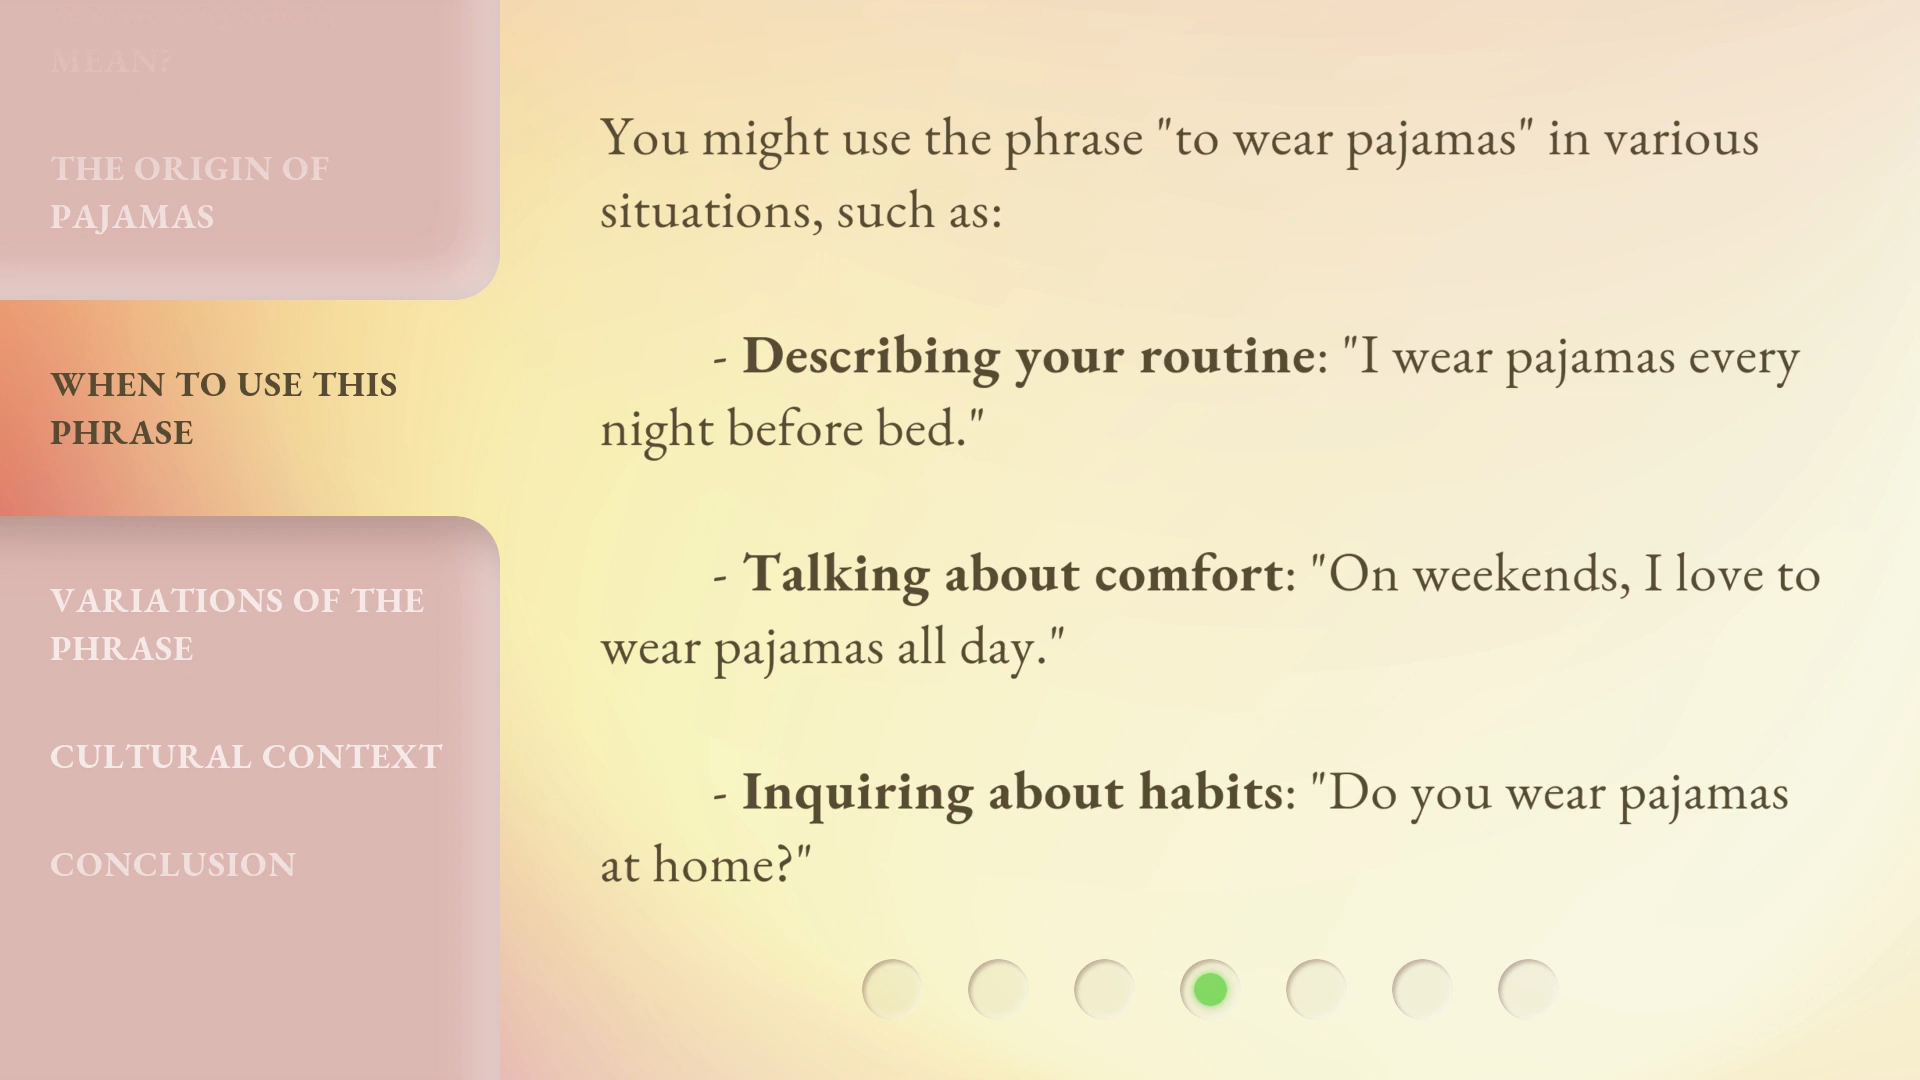 MEAN?
THE ORIGIN OF
PAJAMAS
WHEN TO USE THIS
PHRASE
VARIATIONS OF THE
PHRASE
CULTURAL CONTEXT
CONCLUSION
You might use the phrase "to wear pajamas" in various
situations, such as:
- Describing your routine: "I wear pajamas every
night before bed."
- Talking about comfort: "On weekends, I love to
wear pajamas all day."
- Inquiring about habits: "Do you wear pajamas
at home?"